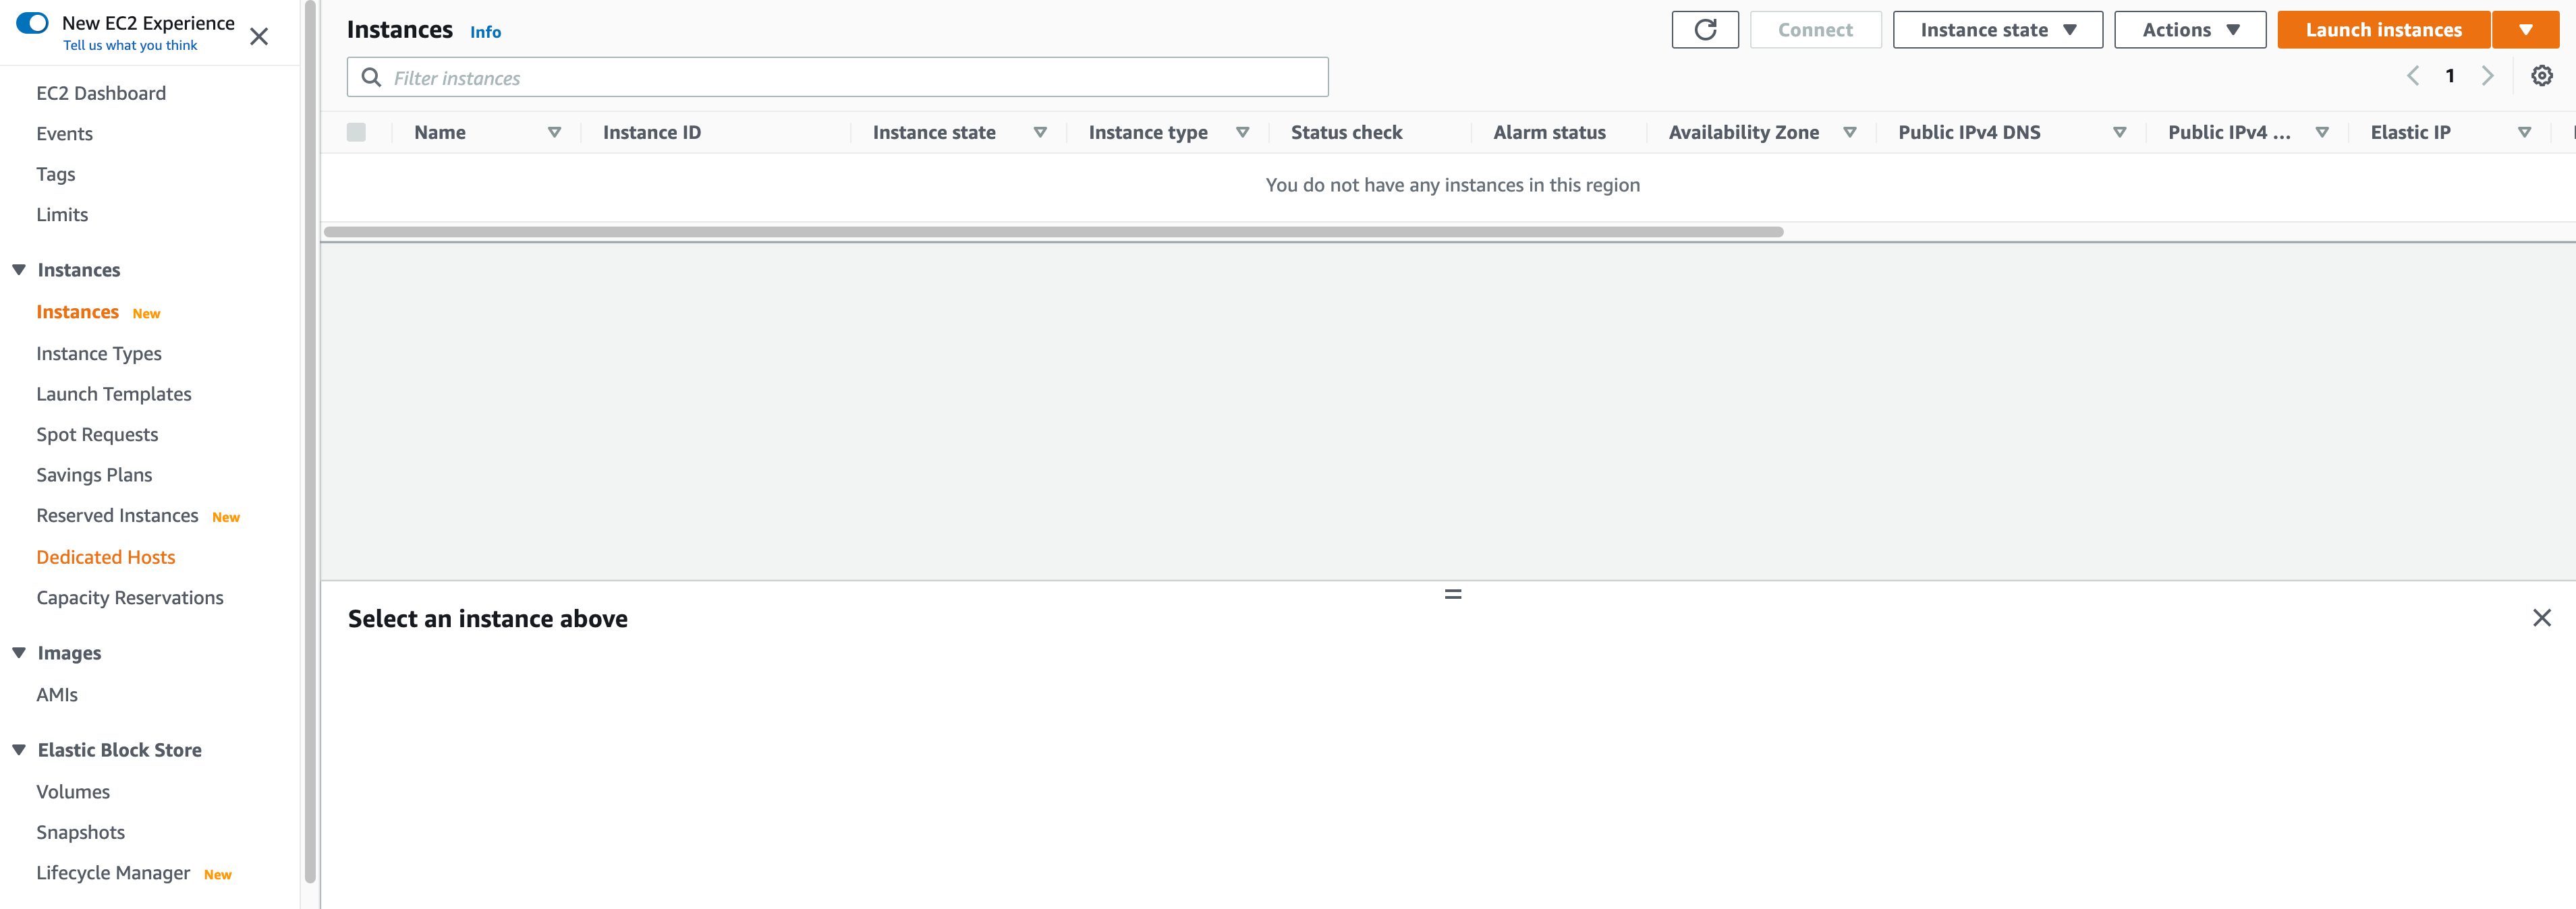 New EC2 Experience
Tell us what you think
EC2 Dashboard
Events
Tags
Limits
Instances
Instances New
Instance Types
Launch Templates
Spot Requests
Savings Plans
Reserved Instances New
Dedicated Hosts
Capacity Reservations
Images
AMIs
Elastic Block Store
Volumes
Snapshots
Lifecycle Manager New
Instances Info
Connect Instance state Actions Launch instances
Filter instances
1
Name Instance ID Instance state Instance type Status check Alarm status Availability Zone Public IPv4 DNS Public IPv4 ... Elastic IP
You do not have any instances in this region
Select an instance above